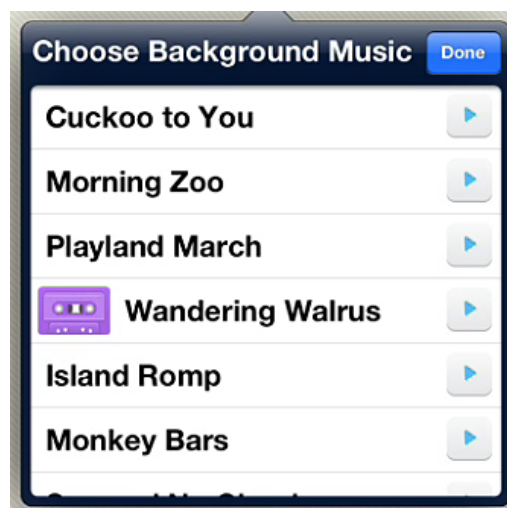 Choose Background Music
Done
Cuckoo to You
Morning Zoo
Playland March
Wandering Walrus
Island Romp
Monkey Bars